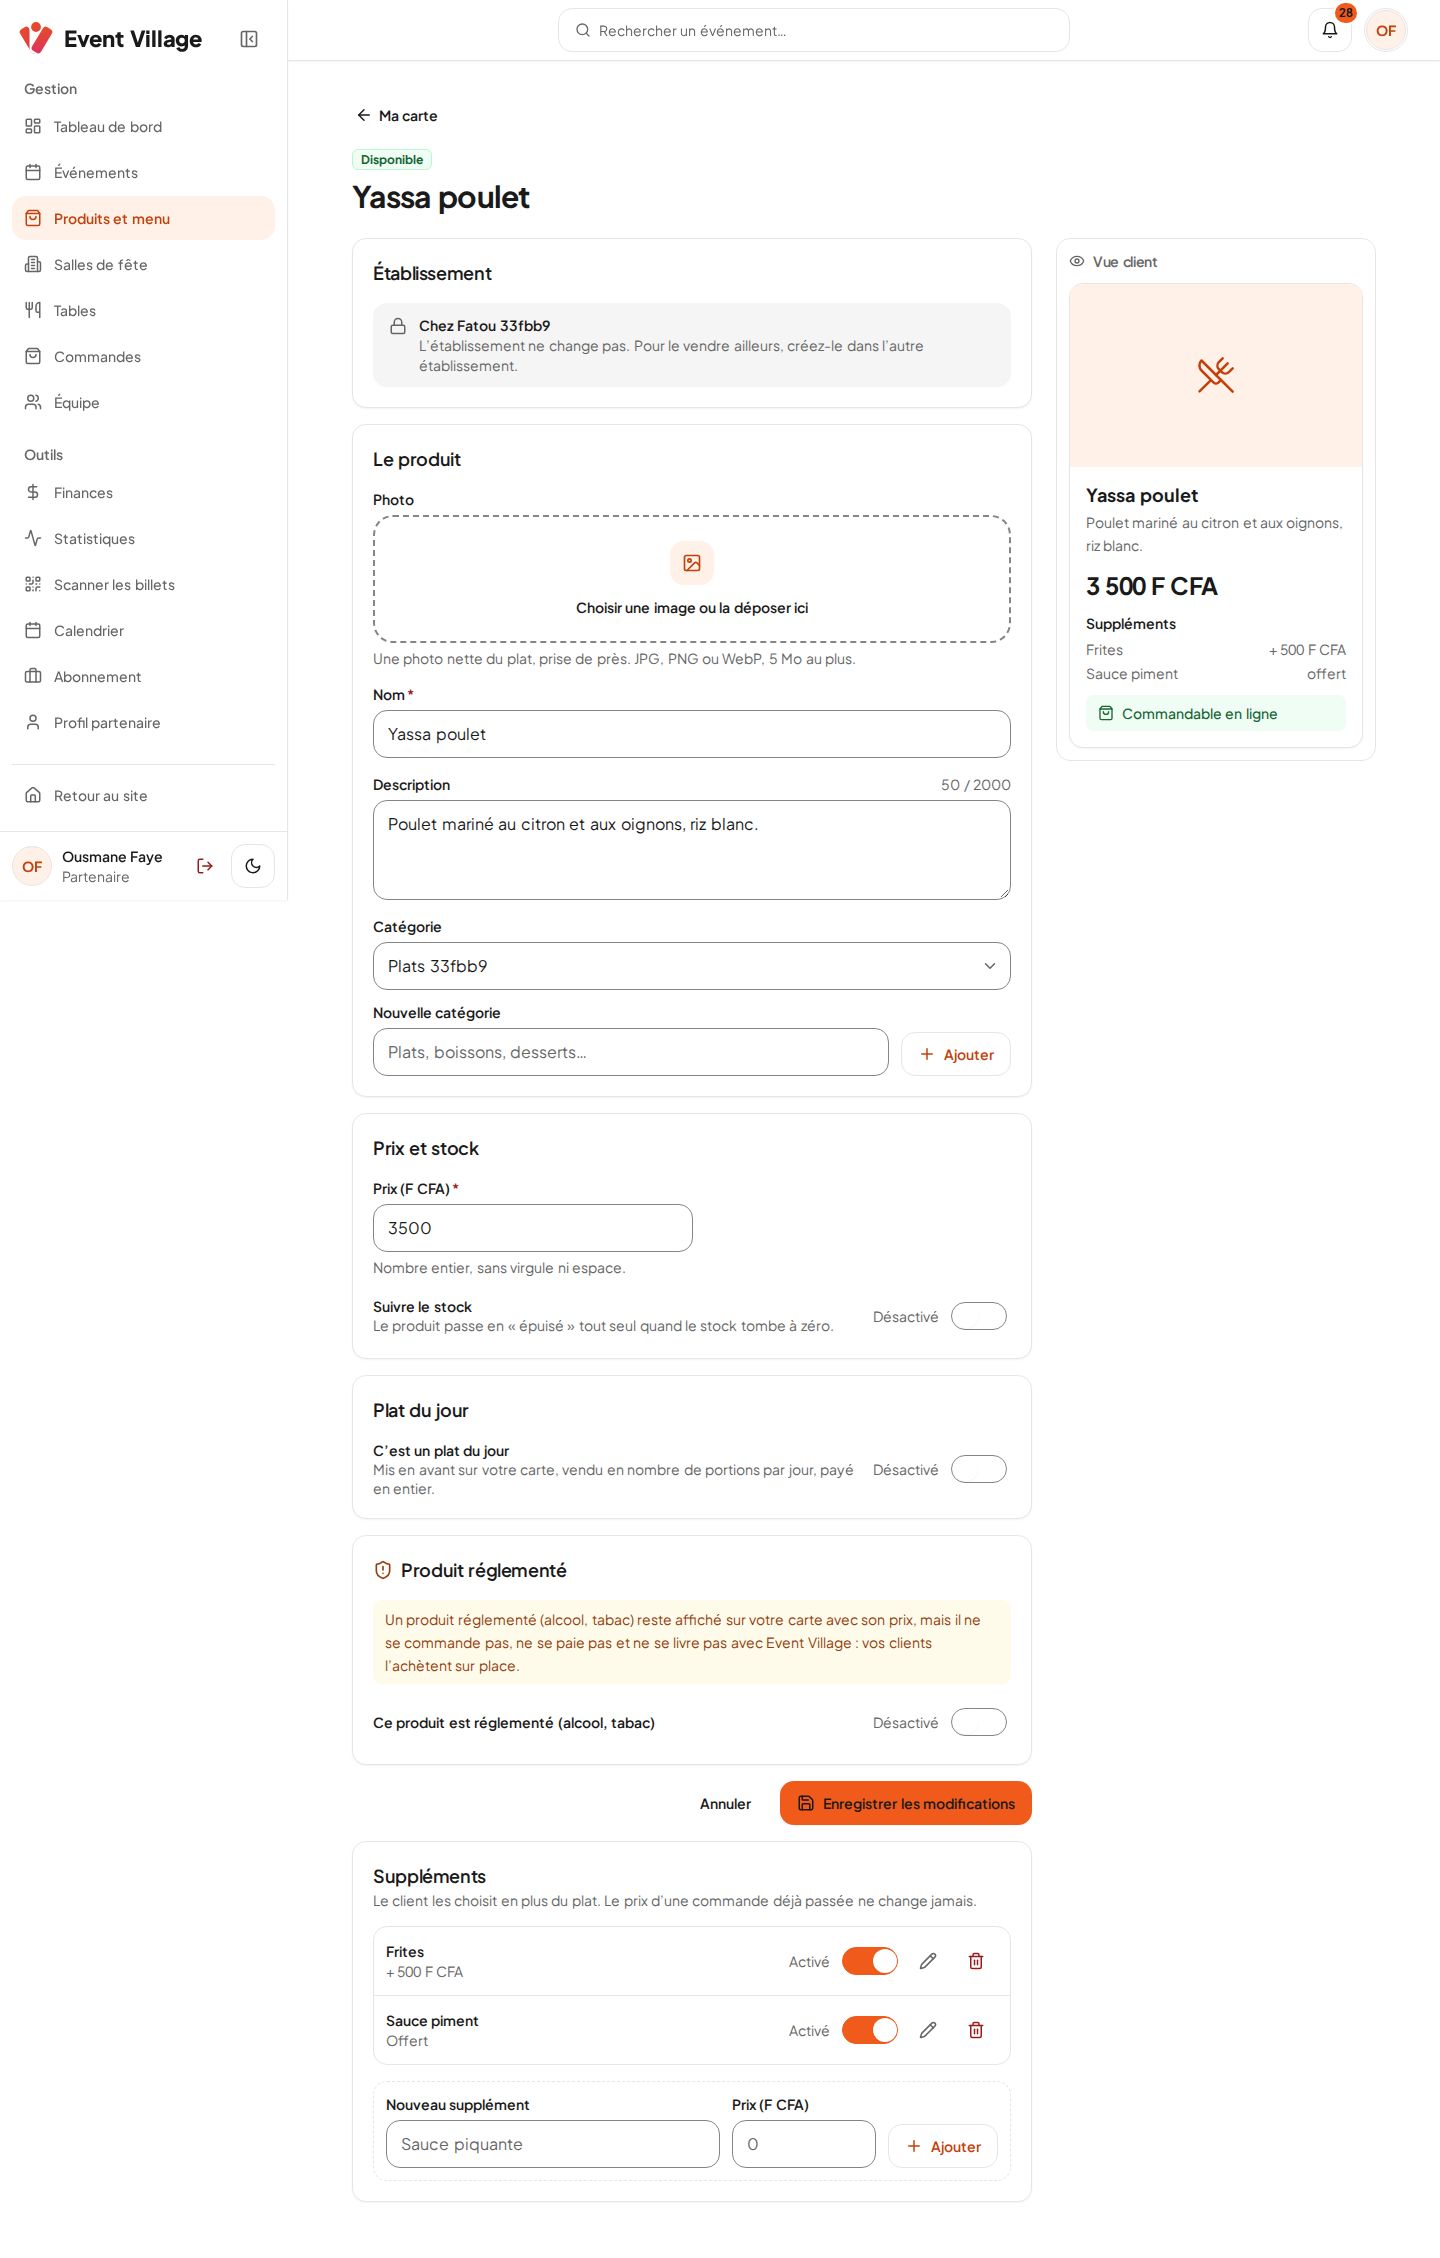 Event Village
Rechercher un événement…
28
OF
Gestion
Tableau de bord
Événements
Produits et menu
Salles de fête
Tables
Commandes
Équipe
Outils
Finances
Statistiques
Scanner les billets
Calendrier
Abonnement
Profil partenaire
Retour au site
OF
Ousmane Faye
Partenaire
Ma carte
Disponible
Yassa poulet
Établissement
Chez Fatou 33fbb9
L’établissement ne change pas. Pour le vendre ailleurs, créez-le dans l’autre
établissement.
Le produit
Photo
Choisir une image ou la déposer ici
Une photo nette du plat, prise de près. JPG, PNG ou WebP, 5 Mo au plus.
Nom *
Yassa poulet
Description
50 / 2000
Poulet mariné au citron et aux oignons, riz blanc.
Catégorie
Plats 33fbb9
Nouvelle catégorie
Plats, boissons, desserts…
Ajouter
Prix et stock
Prix (F CFA) *
3500
Nombre entier, sans virgule ni espace.
Suivre le stock
Le produit passe en « épuisé » tout seul quand le stock tombe à zéro.
Désactivé
Plat du jour
C’est un plat du jour
Mis en avant sur votre carte, vendu en nombre de portions par jour, payé
en entier.
Désactivé
Produit réglementé
Un produit réglementé (alcool, tabac) reste affiché sur votre carte avec son prix, mais il ne
se commande pas, ne se paie pas et ne se livre pas avec Event Village : vos clients
l’achètent sur place.
Ce produit est réglementé (alcool, tabac)
Désactivé
Annuler
Enregistrer les modifications
Suppléments
Le client les choisit en plus du plat. Le prix d’une commande déjà passée ne change jamais.
Frites
+ 500 F CFA
Activé
Sauce piment
Offert
Activé
Nouveau supplément
Prix (F CFA)
Sauce piquante
0
Ajouter
Vue client
Yassa poulet
Poulet mariné au citron et aux oignons,
riz blanc.
3 500 F CFA
Suppléments
Frites
+ 500 F CFA
Sauce piment
offert
Commandable en ligne